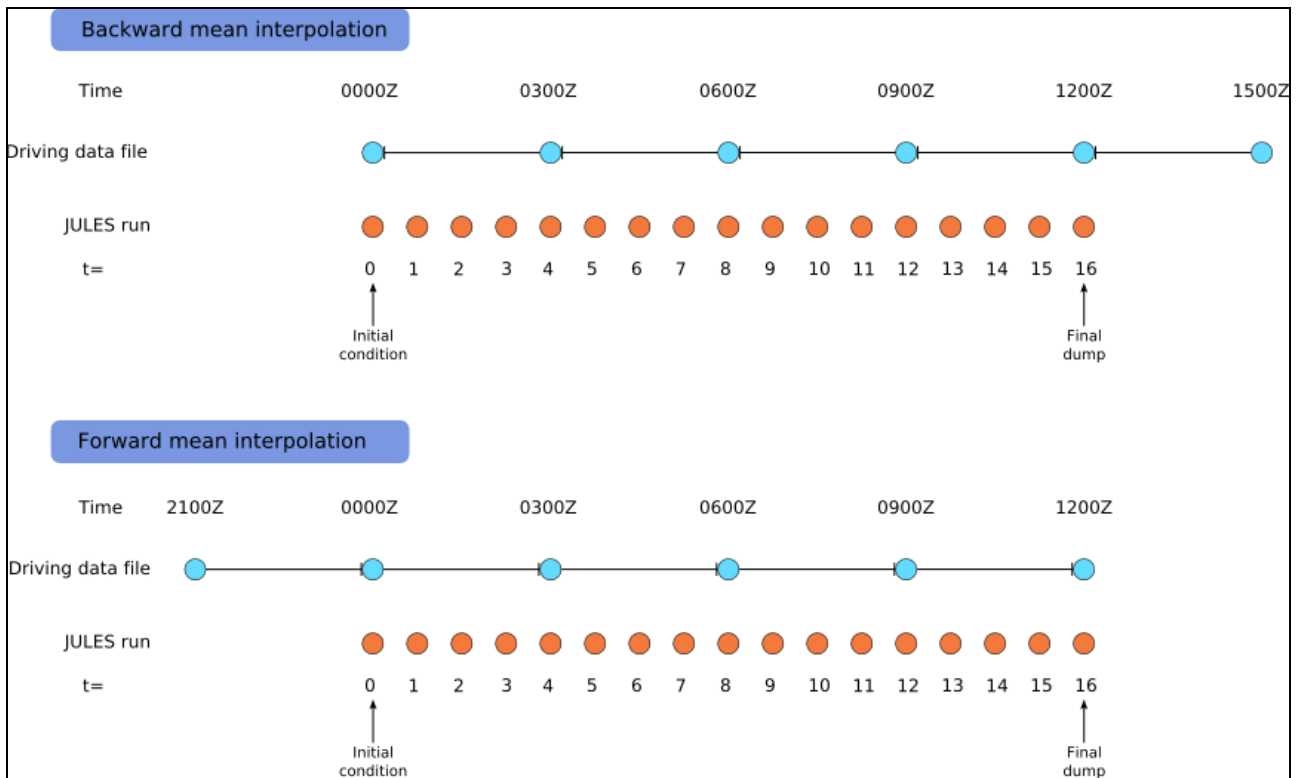 Backward mean interpolation
Time 0000Z 0300Z 0600Z 0900Z 1200Z 1500Z
Driving data file
JULES run
t= 0 1 2 3 4 5 6 7 8 9 10 11 12 13 14 15 16
Initial condition Final dump
Forward mean interpolation
Time 2100Z 0000Z 0300Z 0600Z 0900Z 1200Z
Driving data file
JULES run
t= 0 1 2 3 4 5 6 7 8 9 10 11 12 13 14 15 16
Initial condition Final dump